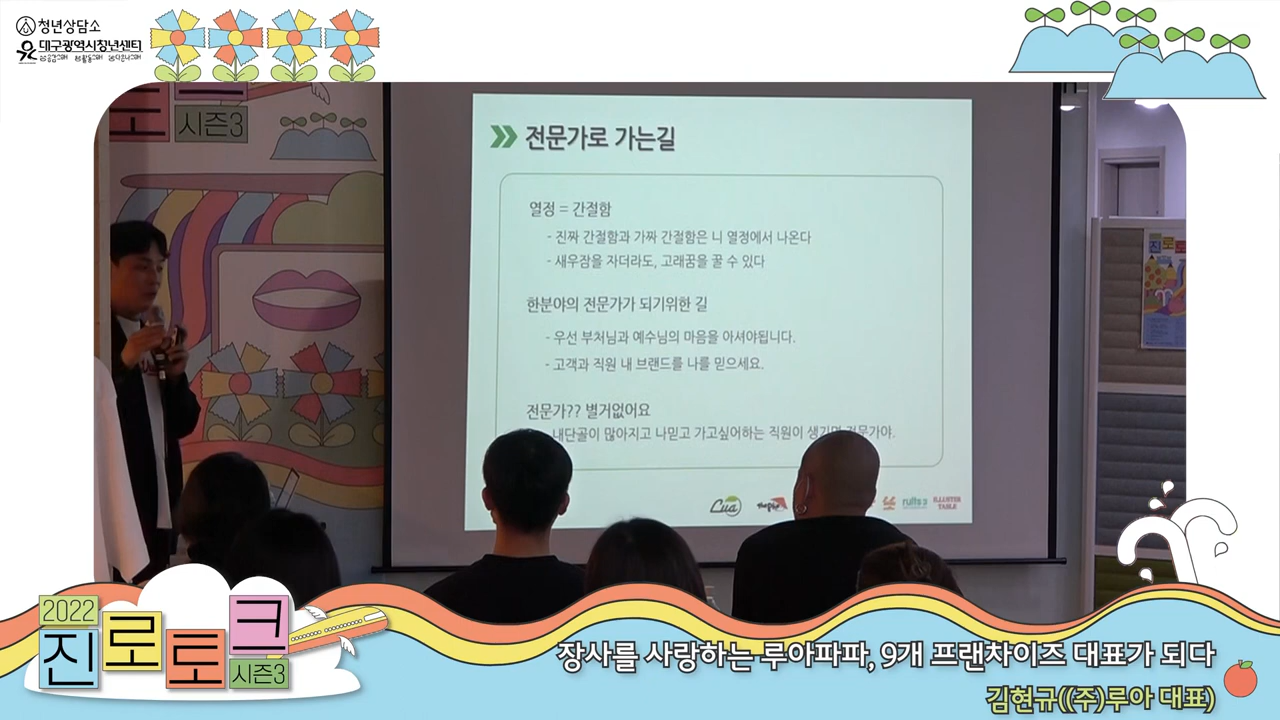 청년상담소
대구광역시청년센터
토
시즌3
전문가로 가는길
열정 = 간절함
- 진짜 간절함과 가짜 간절함은 니 열정에서 나온다
- 새우잠을 자더라도, 고래꿈을 꿀 수 있다
한분야의 전문가가 되기위한 길
- 우선 부처님과 예수님의 마음을 아셔야됩니다.
- 고객과 직원 내 브랜드를 나를 믿으세요.
전문가?? 별거없어요
내단골이 많아지고 나믿고 가고싶어하는 직원이 생기면 전문가야.
Lua
ILLUSTER
TABLE
2022
진로토크
시즌3
장사를 사랑하는 루아파파, 9개 프랜차이즈 대표가 되다
김현규((주)루아 대표)